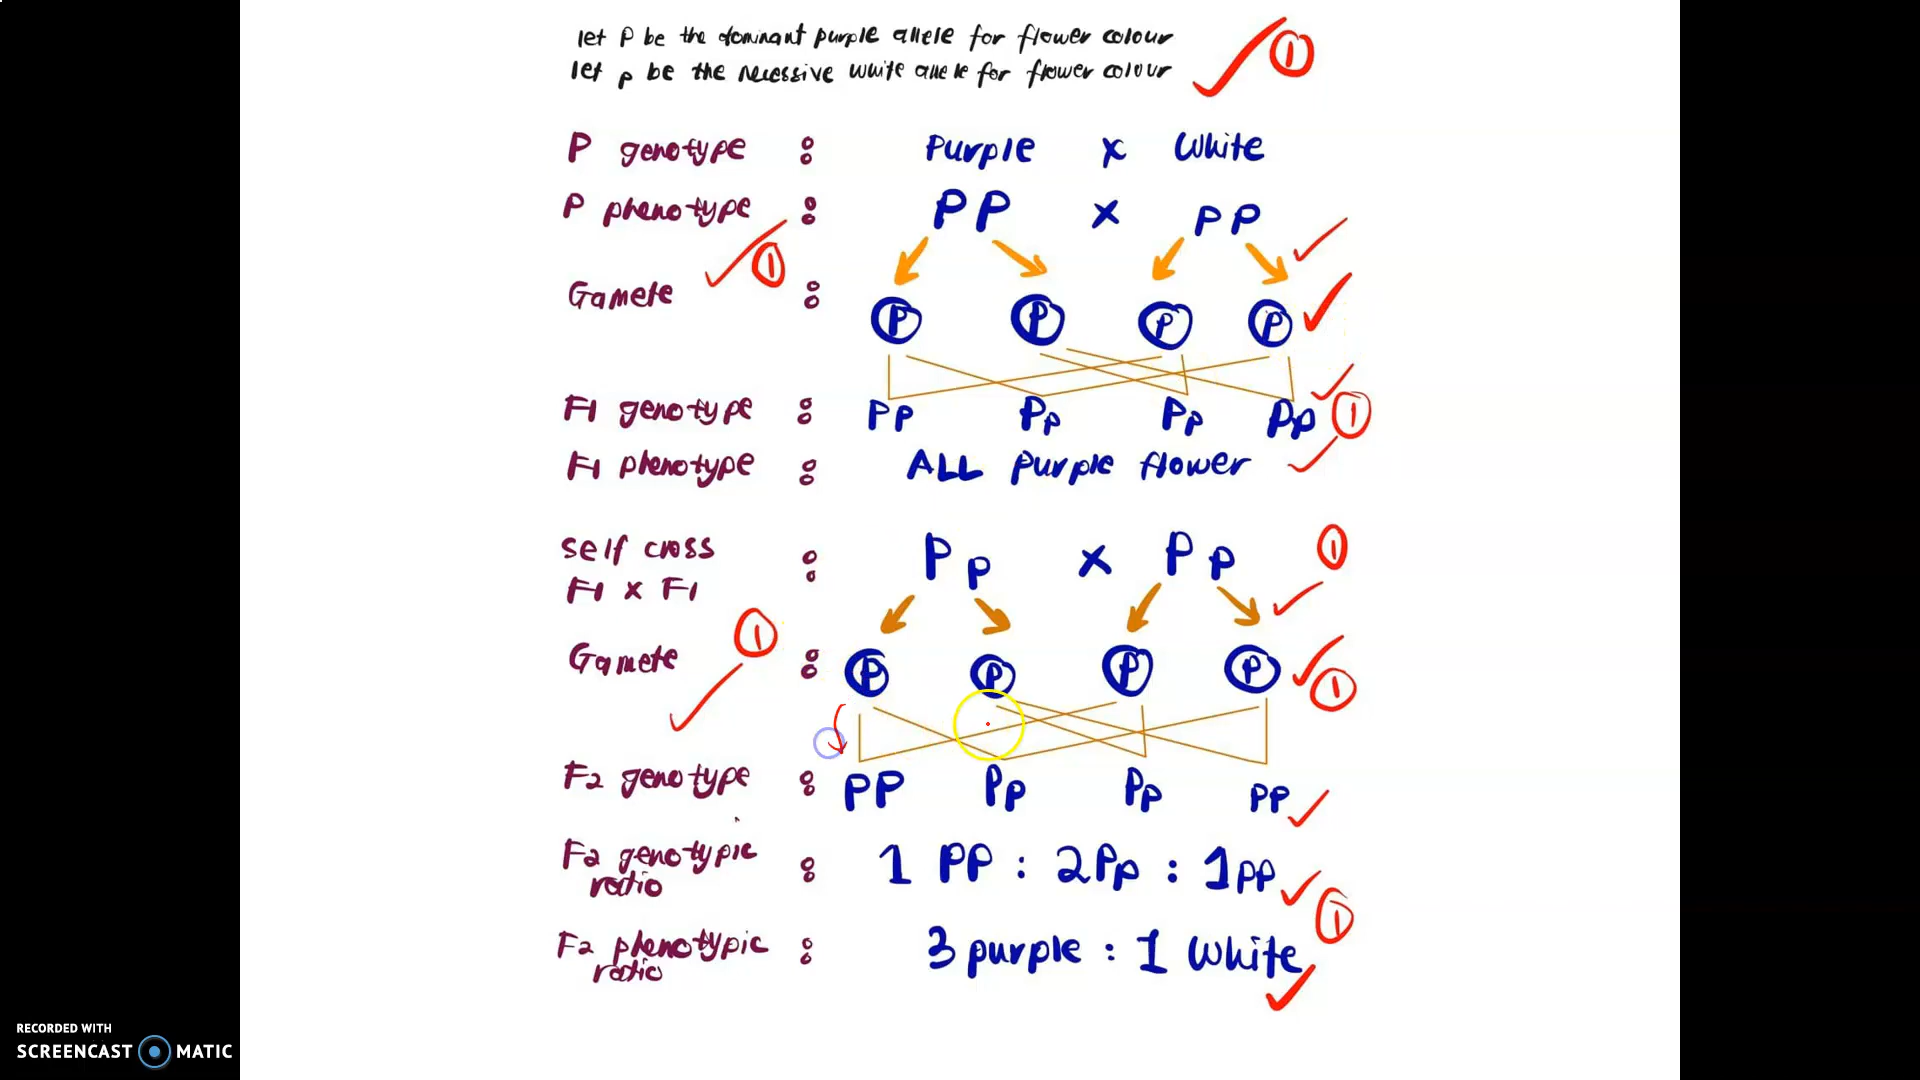 let P be the dominant purple allele for flower colour
let p be the recessive white allele for flower colour
1
P genotype : Purple x White
P phenotype : PP x pp
1
Gamete : P P p p
F1 genotype : Pp Pp Pp Pp
1
F1 phenotype : ALL purple flower
self cross : Pp x Pp
F1 x F1
1
1
Gamete : P p P p
1
F2 genotype : PP Pp Pp pp
F2 genotypic ratio : 1 PP : 2Pp : 1pp
1
F2 phenotypic ratio : 3 purple : 1 white
RECORDED WITH
SCREENCAST MATIC